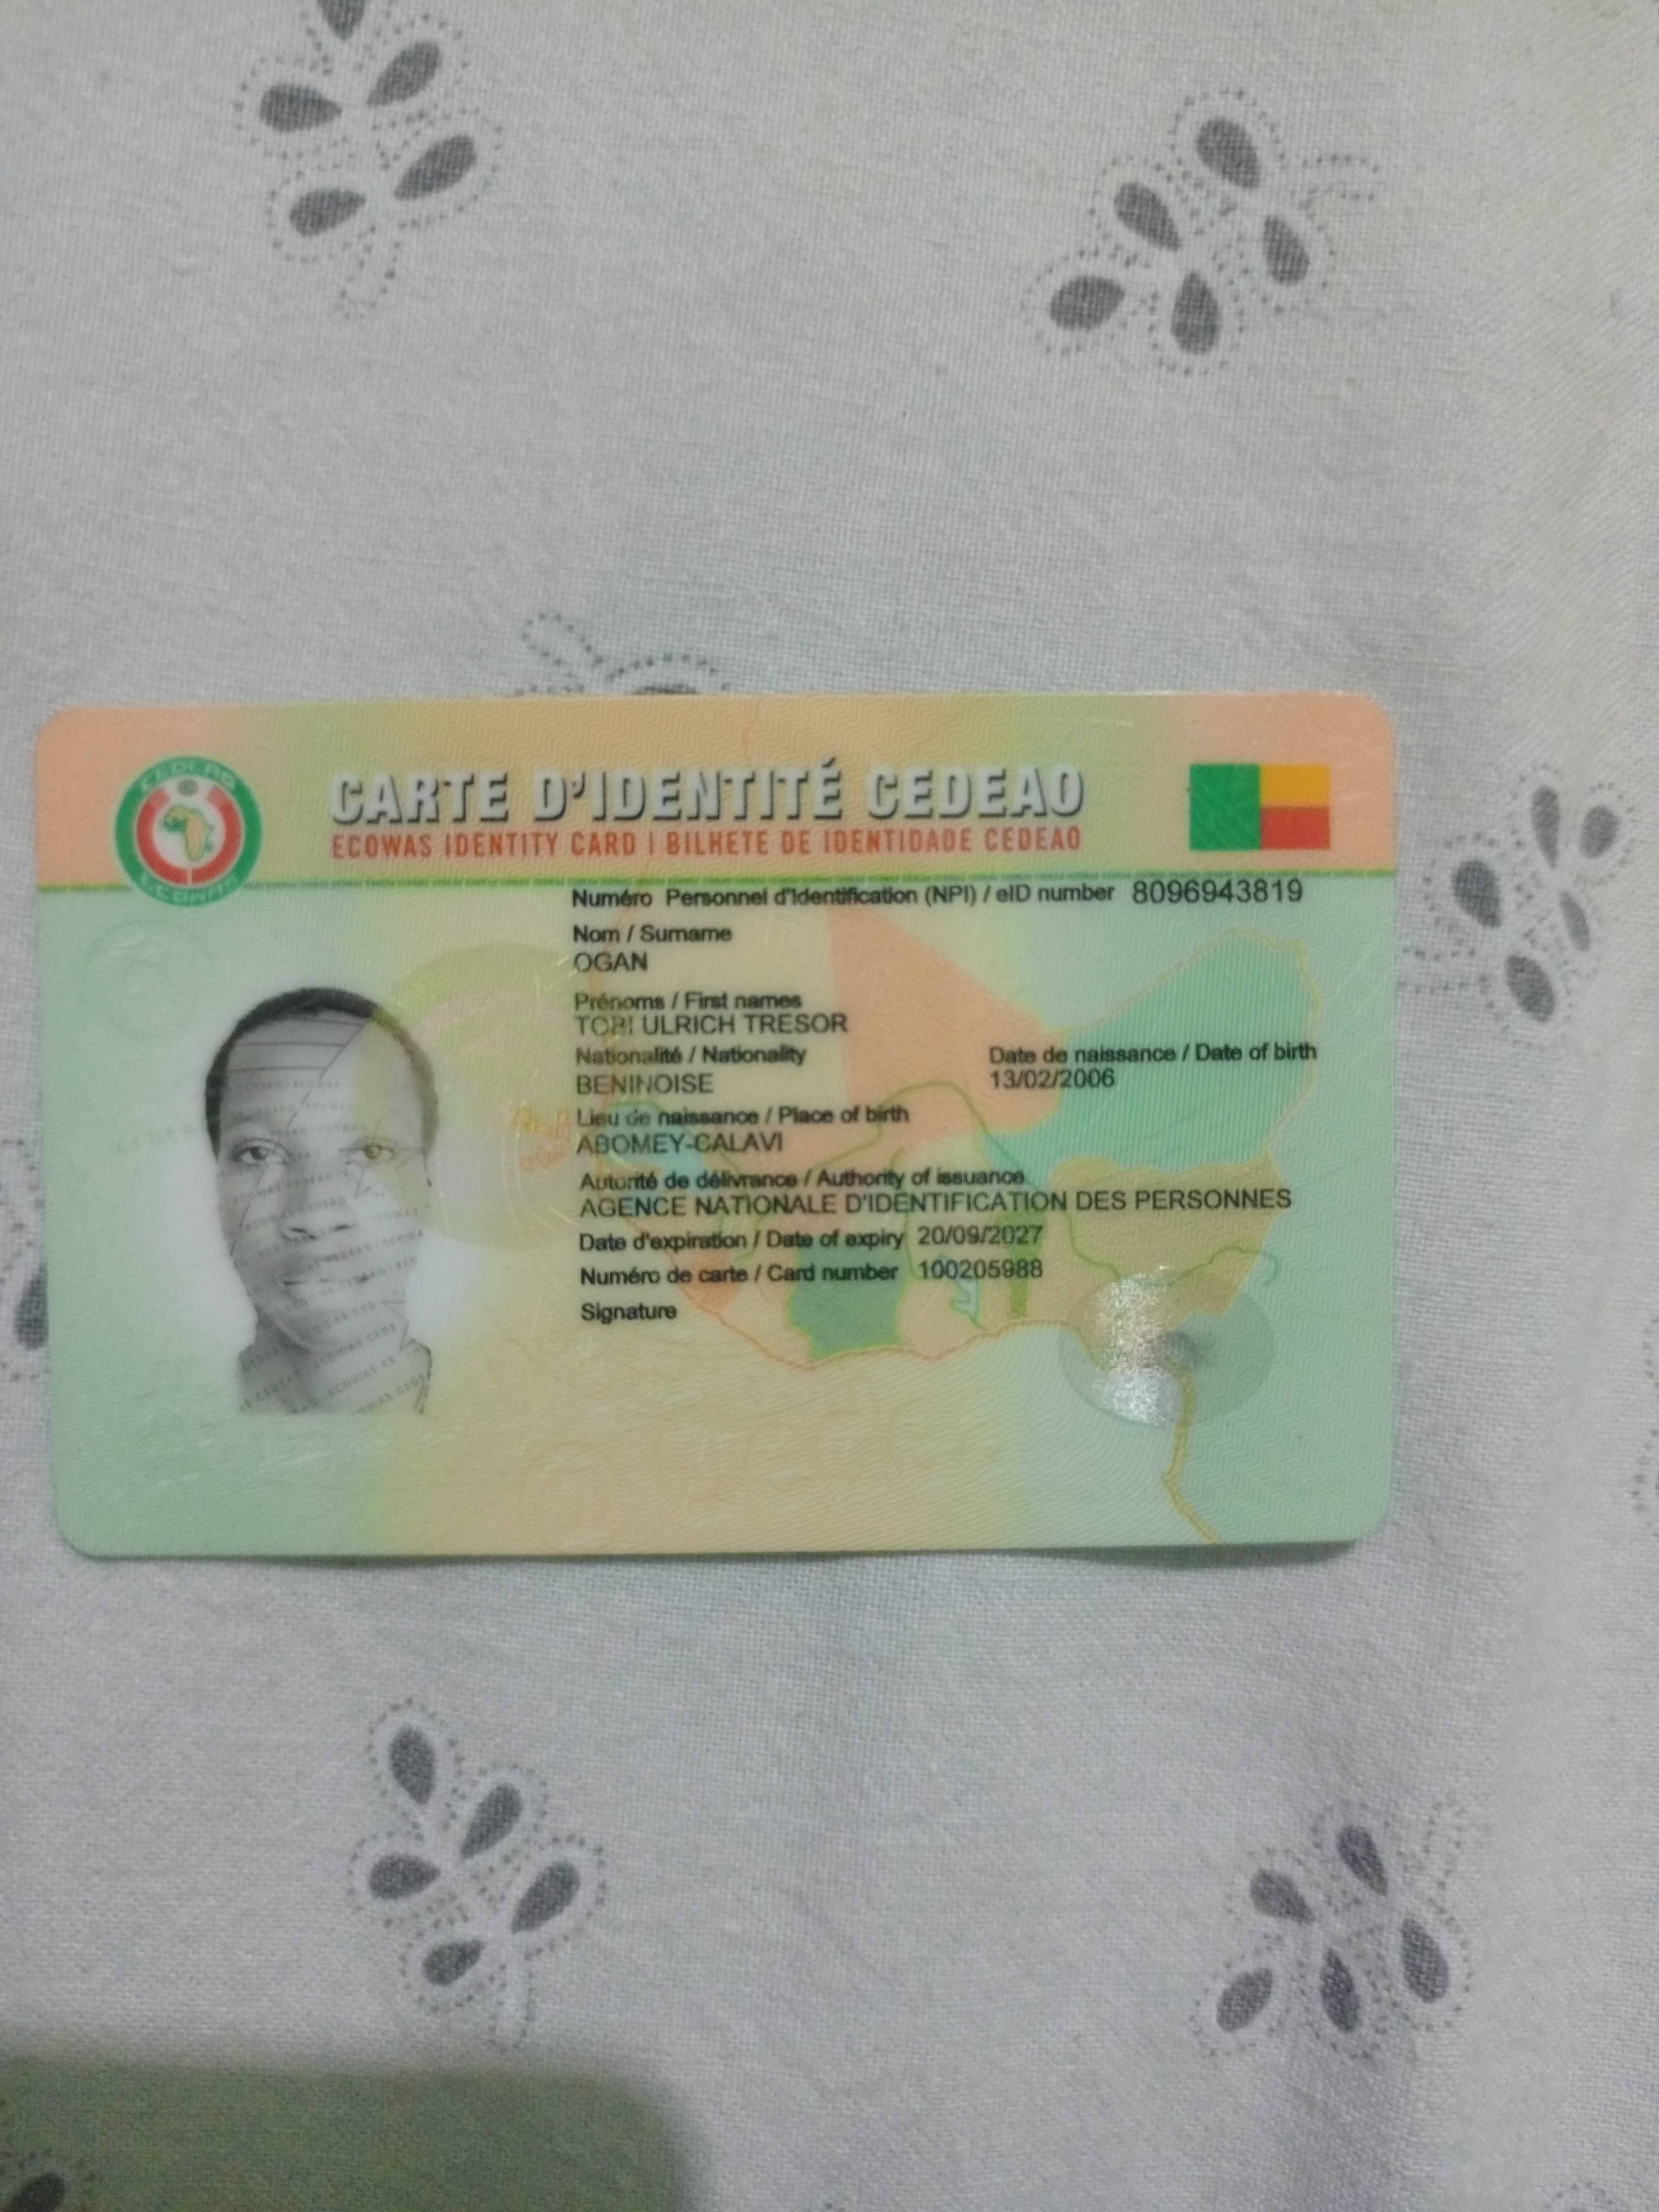 CEDEAO
ECOWAS
CARTE D'IDENTITÉ CEDEAO
ECOWAS IDENTITY CARD | BILHETE DE IDENTIDADE CEDEAO
Numéro Personnel d'Identification (NPI) / eID number 8096943819
Nom / Surname
OGAN
Prénoms / First names
TOBI ULRICH TRESOR
Nationalité / Nationality
BENINOISE
Date de naissance / Date of birth
13/02/2006
Lieu de naissance / Place of birth
ABOMEY-CALAVI
Autorité de délivrance / Authority of issuance
AGENCE NATIONALE D'IDENTIFICATION DES PERSONNES
Date d'expiration / Date of expiry 20/09/2027
Numéro de carte / Card number 100205988
Signature